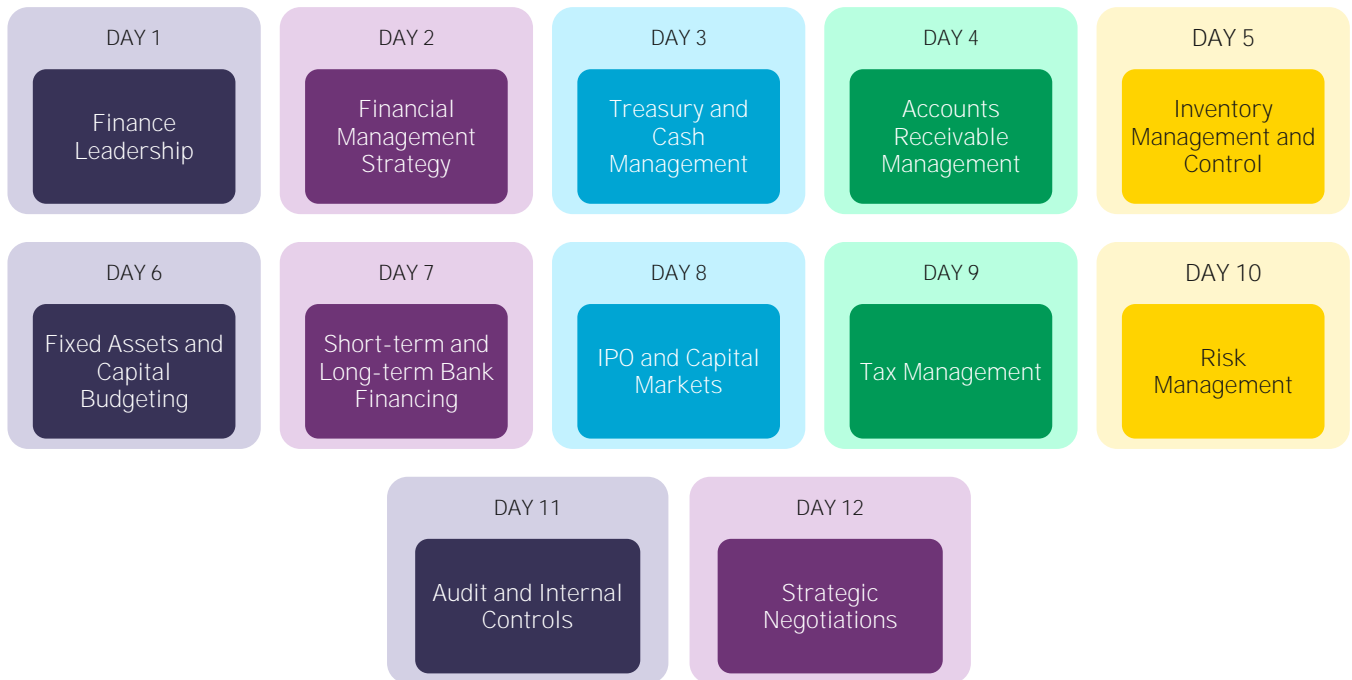 DAY 1
Finance
Leadership
DAY 2
Financial
Management
Strategy
DAY 3
Treasury and
Cash
Management
DAY 4
Accounts
Receivable
Management
DAY 5
Inventory
Management and
Control
DAY 6
Fixed Assets and
Capital
Budgeting
DAY 7
Short-term and
Long-term Bank
Financing
DAY 8
IPO and Capital
Markets
DAY 9
Tax Management
DAY 10
Risk
Management
DAY 11
Audit and Internal
Controls
DAY 12
Strategic
Negotiations